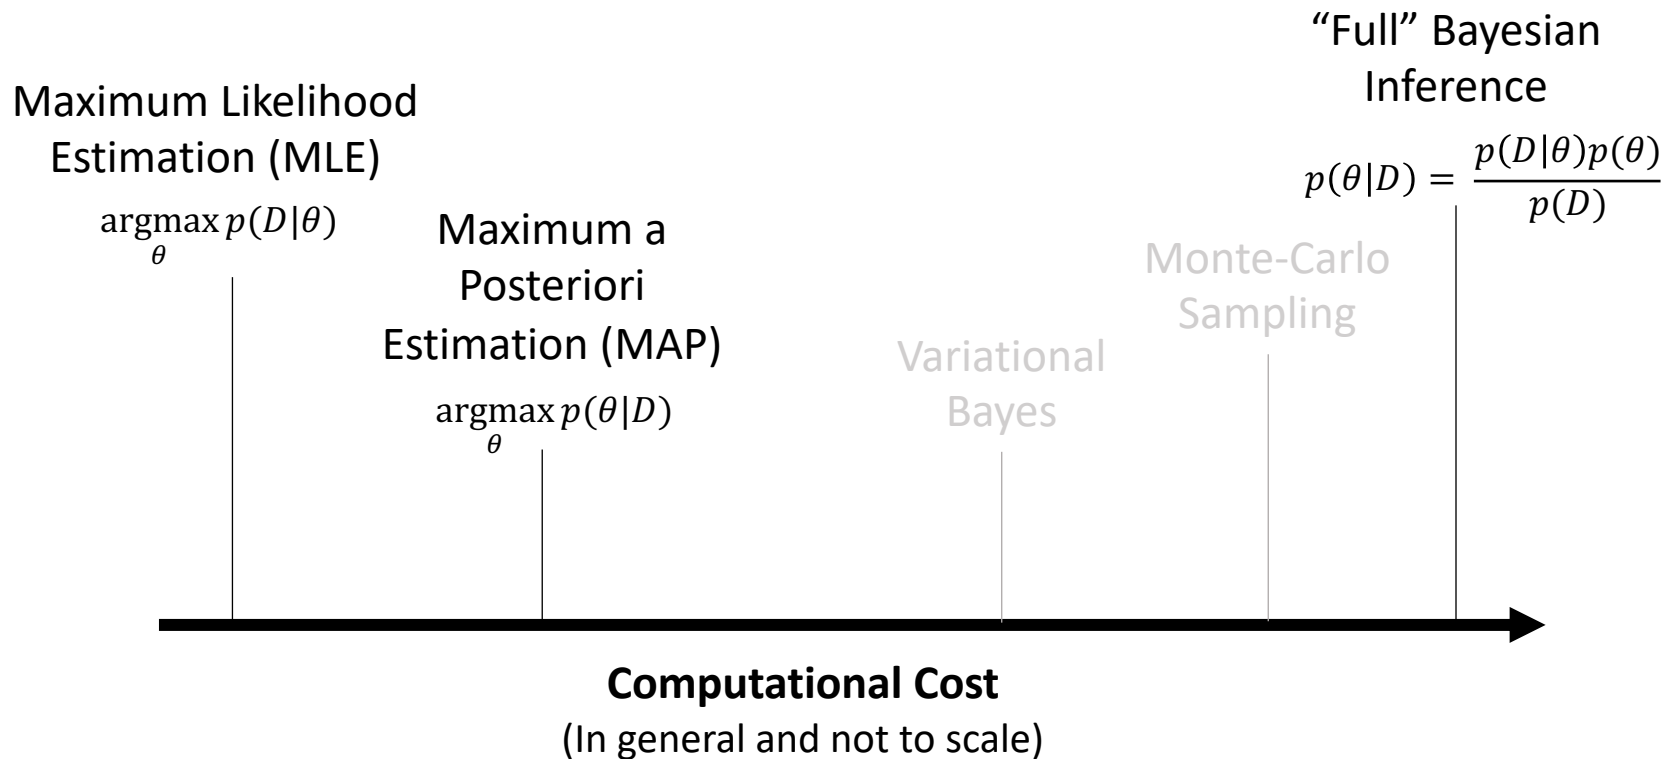 “Full” Bayesian
Inference
p(θ|D) = p(D|θ)p(θ) / p(D)
Maximum Likelihood
Estimation (MLE)
argmax p(D|θ)
θ
Maximum a
Posteriori
Estimation (MAP)
argmax p(θ|D)
θ
Variational
Bayes
Monte-Carlo
Sampling
Computational Cost
(In general and not to scale)